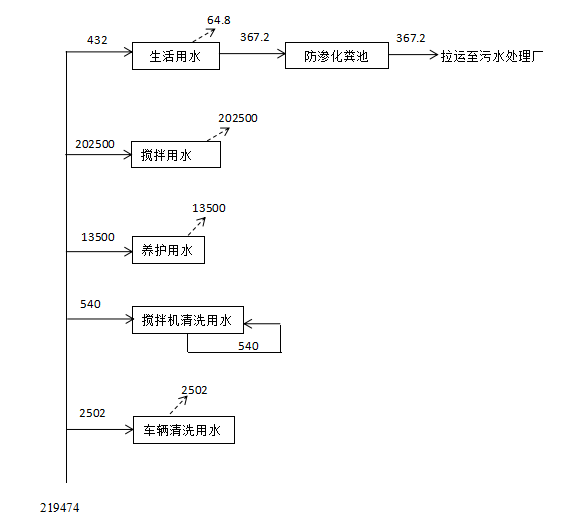 64.8
432
生活用水
367.2
防渗化粪池
367.2
拉运至污水处理厂
202500
202500
搅拌用水
13500
13500
养护用水
540
搅拌机清洗用水
540
2502
2502
车辆清洗用水
219474